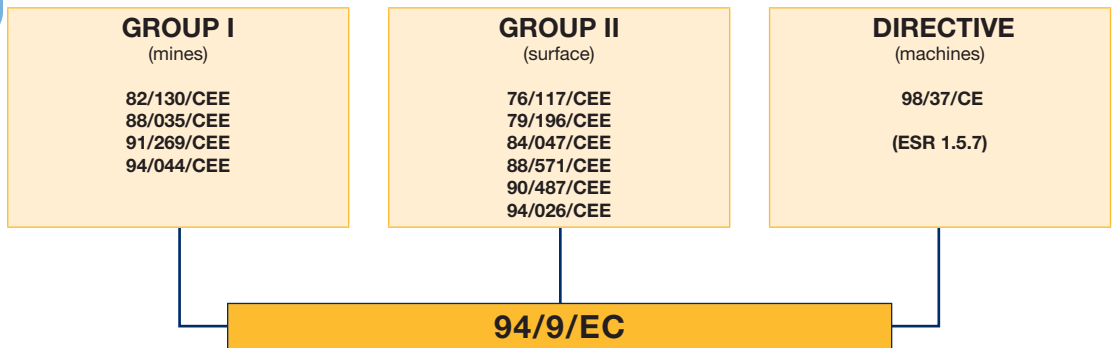 GROUP I
(mines)
82/130/CEE
88/035/CEE
91/269/CEE
94/044/CEE
GROUP II
(surface)
76/117/CEE
79/196/CEE
84/047/CEE
88/571/CEE
90/487/CEE
94/026/CEE
DIRECTIVE
(machines)
98/37/CE
(ESR 1.5.7)
94/9/EC